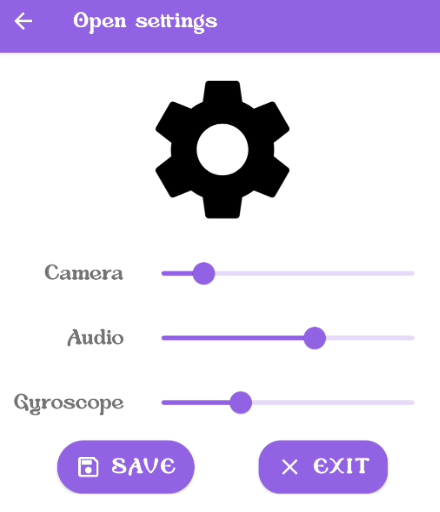 Open settings
Camera
Audio
Gyroscope
SAVE
EXIT